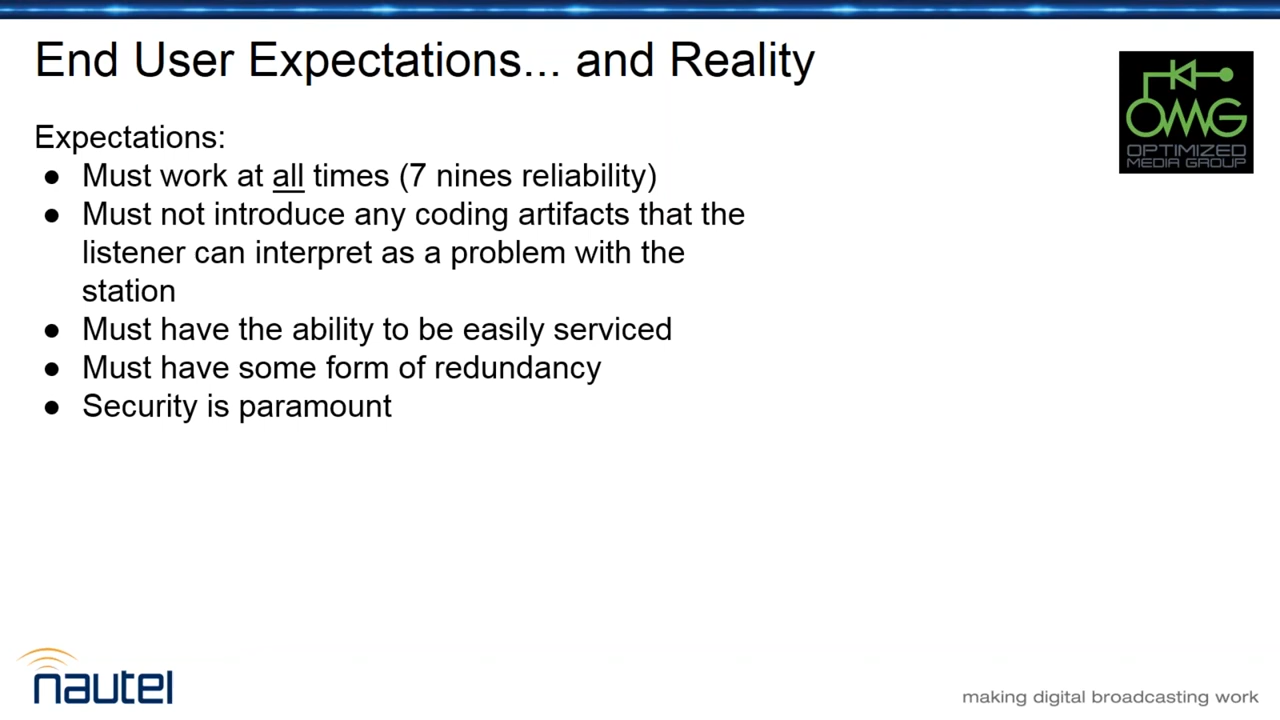 End User Expectations... and Reality
OMG
OPTIMIZED
MEDIA GROUP
Expectations:
● Must work at all times (7 nines reliability)
● Must not introduce any coding artifacts that the
listener can interpret as a problem with the
station
● Must have the ability to be easily serviced
● Must have some form of redundancy
● Security is paramount
nautel
making digital broadcasting work